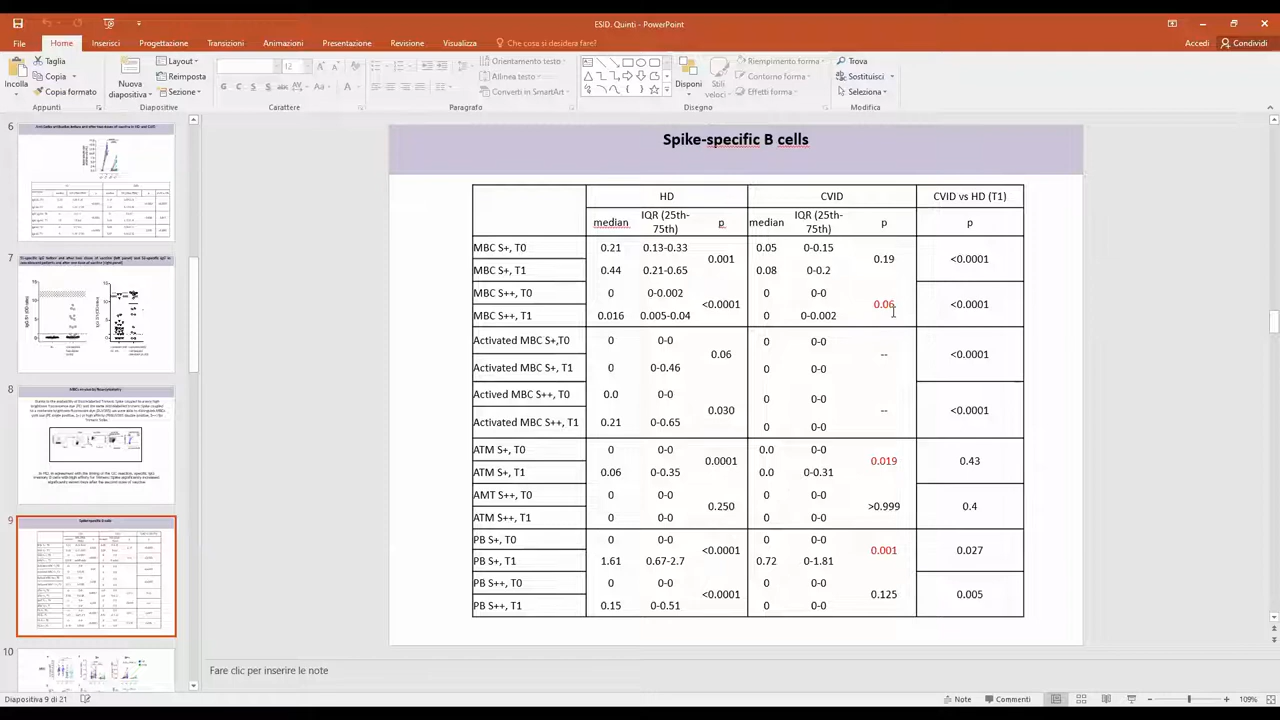 ESID. Quinti - PowerPoint
File Home Inserisci Progettazione Transizioni Animazioni Presentazione Revisione Visualizza Che cosa si desidera fare? Accedi Condividi
Incolla Taglia Copia Copia formato Appunti
Nuova diapositiva Layout Reimposta Sezione Diapositive
12 Carattere
Orientamento testo Allinea testo Converti in SmartArt Paragrafo
Disponi Stili veloci Riempimento forma Contorno forma Effetti forma Disegno
Trova Sostituisci Seleziona Modifica
6
7
8
9
Spike-specific B cells
10
Spike-specific B cells
HD CVID CVID vs HD (T1)
median IQR (25th-75th) p median IQR (25th-75th) p p
MBC S+, T0 0.21 0.13-0.33 0.001 0.05 0-0.15 0.19 <0.0001
MBC S+, T1 0.44 0.21-0.65 0.08 0-0.2
MBC S++, T0 0 0-0.002 <0.0001 0 0-0 0.06 <0.0001
MBC S++, T1 0.016 0.005-0.04 0 0-0.002
Activated MBC S+,T0 0 0-0 0.06 0 0-0 -- <0.0001
Activated MBC S+, T1 0 0-0.46 0 0-0
Actived MBC S++, T0 0.0 0-0 0.030 0 0-0 -- <0.0001
Activated MBC S++, T1 0.21 0-0.65 0 0-0
ATM S+, T0 0 0-0 0.0001 0.0 0-0 0.019 0.43
ATM S+, T1 0.06 0-0.35 0.0
AMT S++, T0 0 0-0 0.250 0 0-0 >0.999 0.4
ATM S++, T1 0 0-0 0 0-0
PB S+, T0 0 0-0 <0.0001 0 0-0 0.001 0.027
PB S+, T1 1.61 0.67-2.7
PB S++, T0 0 0-0 <0.0001 0 0-0 0.125 0.005
PB S++, T1 0.15 0-0.51 0 0-0
Fare clic per inserire le note
Diapositiva 9 di 21 Note Commenti 109%